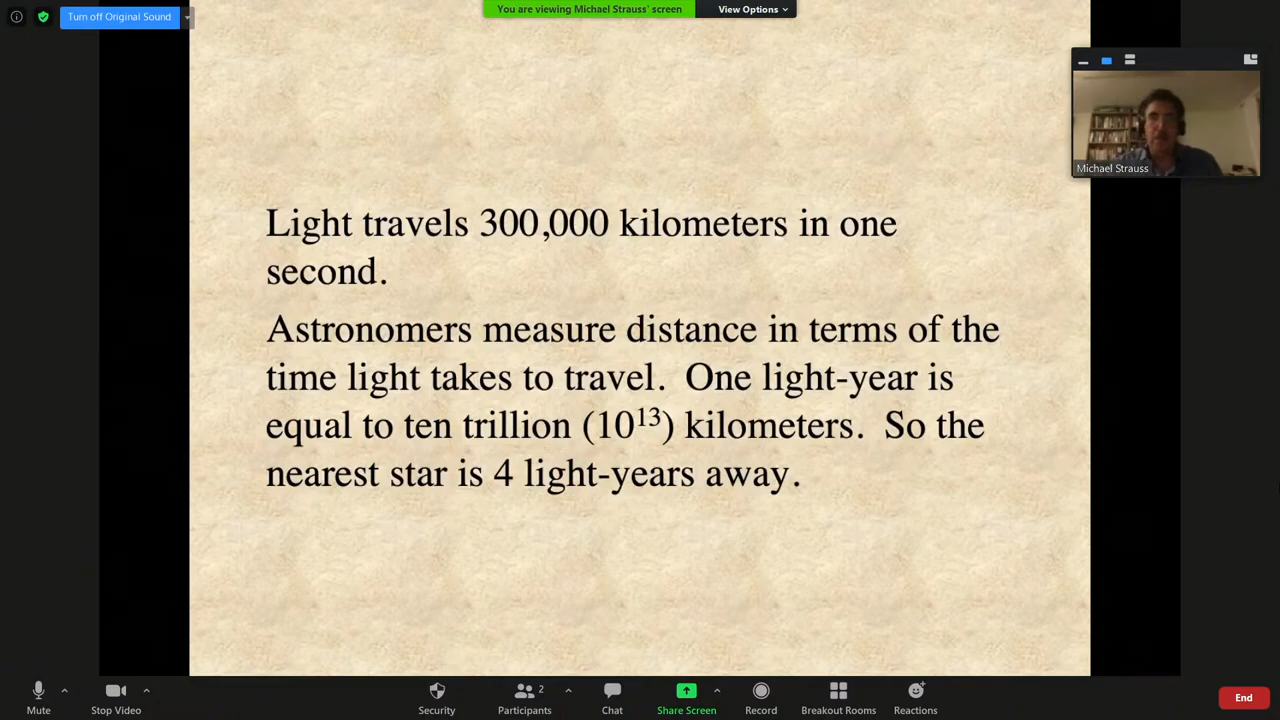 Turn off Original Sound
You are viewing Michael Strauss' screen
View Options
Michael Strauss
Light travels 300,000 kilometers in one
second.
Astronomers measure distance in terms of the
time light takes to travel.  One light-year is
equal to ten trillion (10¹³) kilometers.  So the
nearest star is 4 light-years away.
Mute
Stop Video
Security
Participants
2
Chat
Share Screen
Record
Breakout Rooms
Reactions
End